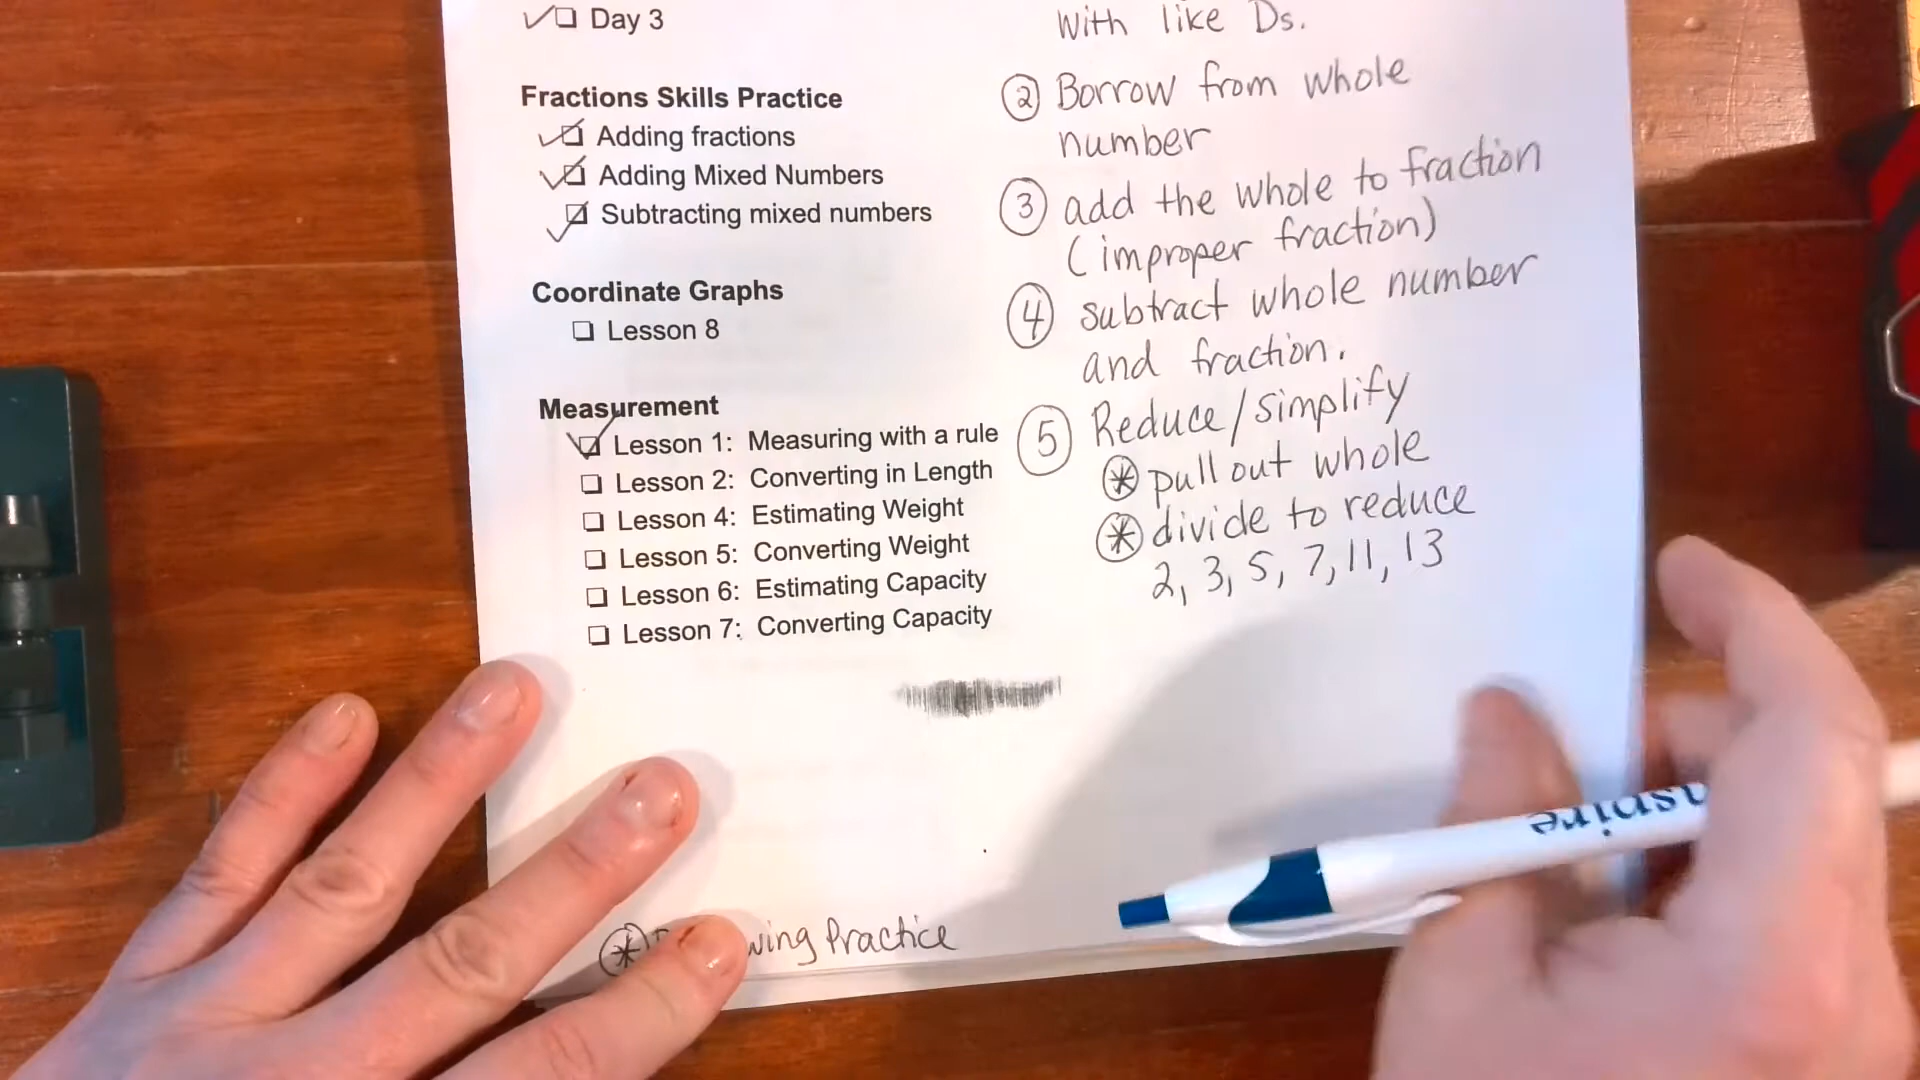 Day 3
Fractions Skills Practice
Adding fractions
Adding Mixed Numbers
Subtracting mixed numbers
Coordinate Graphs
Lesson 8
Measurement
Lesson 1: Measuring with a rule
Lesson 2: Converting in Length
Lesson 4: Estimating Weight
Lesson 5: Converting Weight
Lesson 6: Estimating Capacity
Lesson 7: Converting Capacity
with like Ds.
② Borrow from whole
number
③ add the whole to fraction
(improper fraction)
④ subtract whole number
and fraction.
⑤ Reduce/simplify
* pull out whole
* divide to reduce
2, 3, 5, 7, 11, 13
* Practice